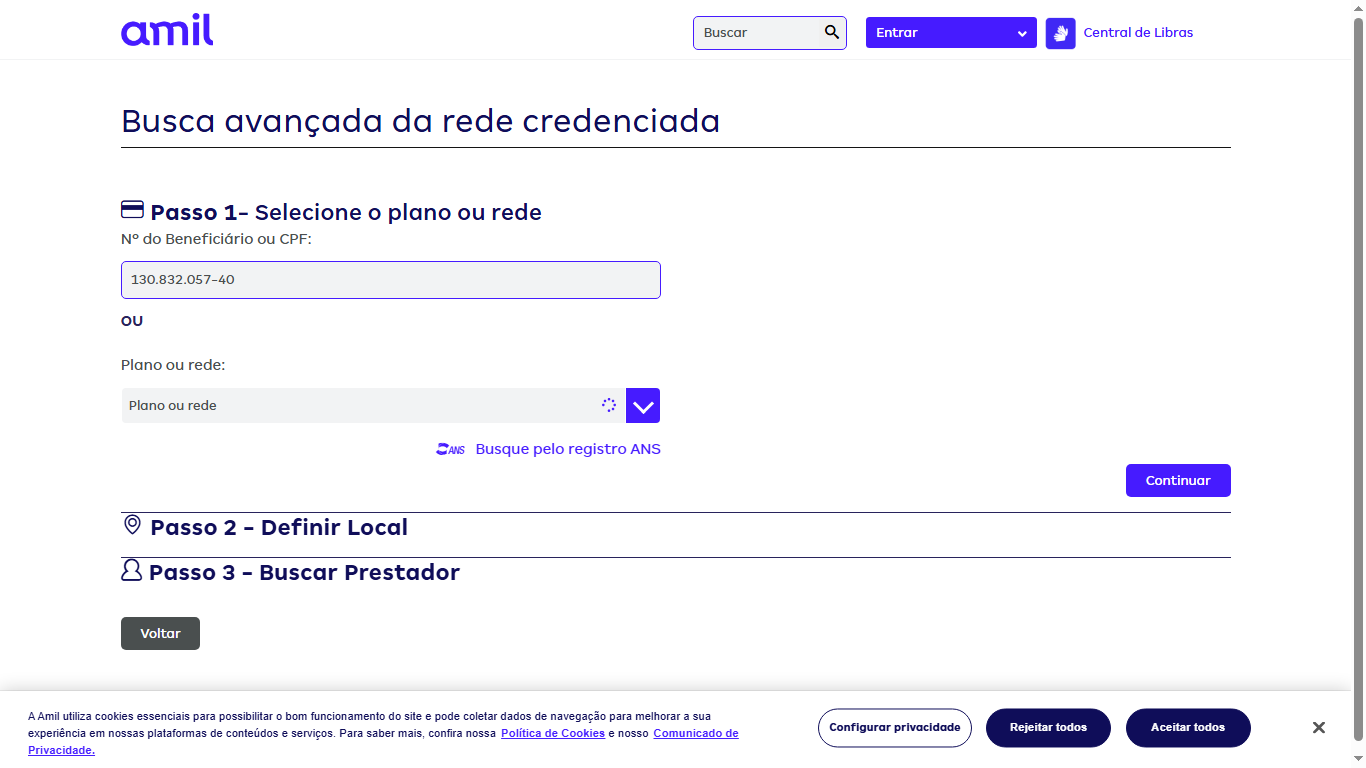 amil
Buscar
Entrar
Central de Libras
Busca avançada da rede credenciada
Passo 1- Selecione o plano ou rede
Nº do Beneficiário ou CPF:
130.832.057-40
OU
Plano ou rede:
Plano ou rede
ANS Busque pelo registro ANS
Continuar
Passo 2 - Definir Local
Passo 3 - Buscar Prestador
Voltar
A Amil utiliza cookies essenciais para possibilitar o bom funcionamento do site e pode coletar dados de navegação para melhorar a sua
experiência em nossas plataformas de conteúdos e serviços. Para saber mais, confira nossa Política de Cookies e nosso Comunicado de
Privacidade.
Configurar privacidade
Rejeitar todos
Aceitar todos